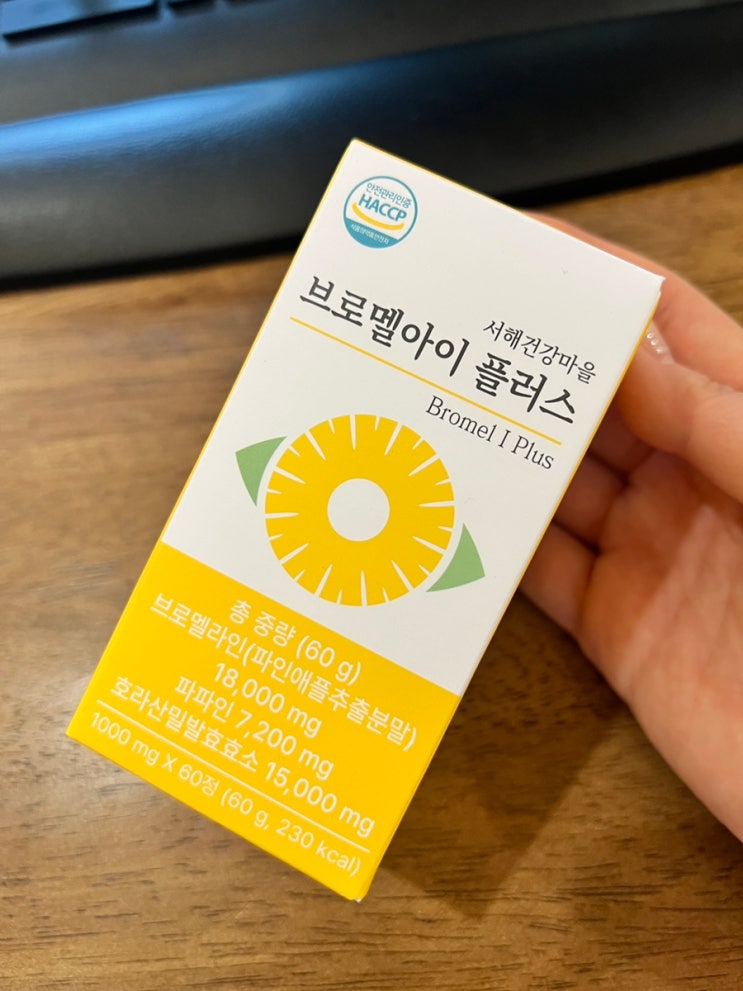 안전관리인증
HACCP
식품의약품안전처
서해건강마을
브로멜아이 플러스
Bromel I Plus
총 중량 (60 g)
브로멜라인(파인애플추출분말)
18,000 mg
파파인 7,200 mg
호라산밀발효효소 15,000 mg
1000 mg X 60정 (60 g, 230 kcal)